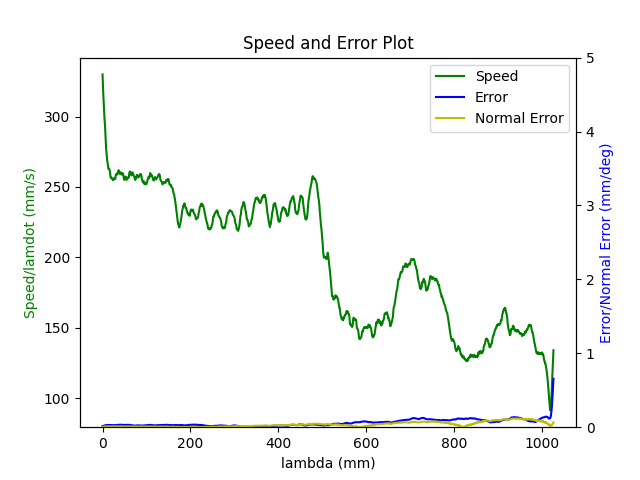 Speed and Error Plot
Speed
Error
Normal Error
Speed/lamdot (mm/s)
300
250
200
150
100
5
4
3
2
1
0
Error/Normal Error (mm/deg)
0 200 400 600 800 1000
lambda (mm)